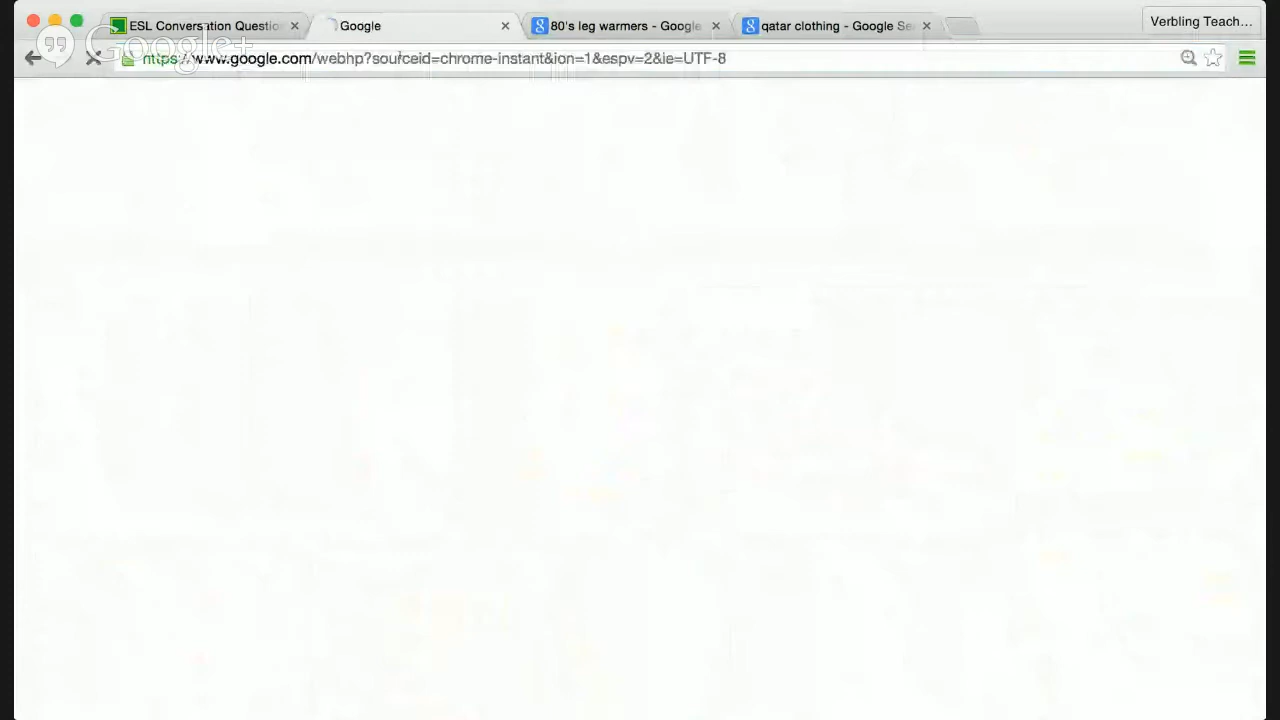 ESL Conversation Questio
Google
80's leg warmers - Google
qatar clothing - Google Se
Verbling Teach...
Google+
https://www.google.com/webhp?sourceid=chrome-instant&ion=1&espv=2&ie=UTF-8